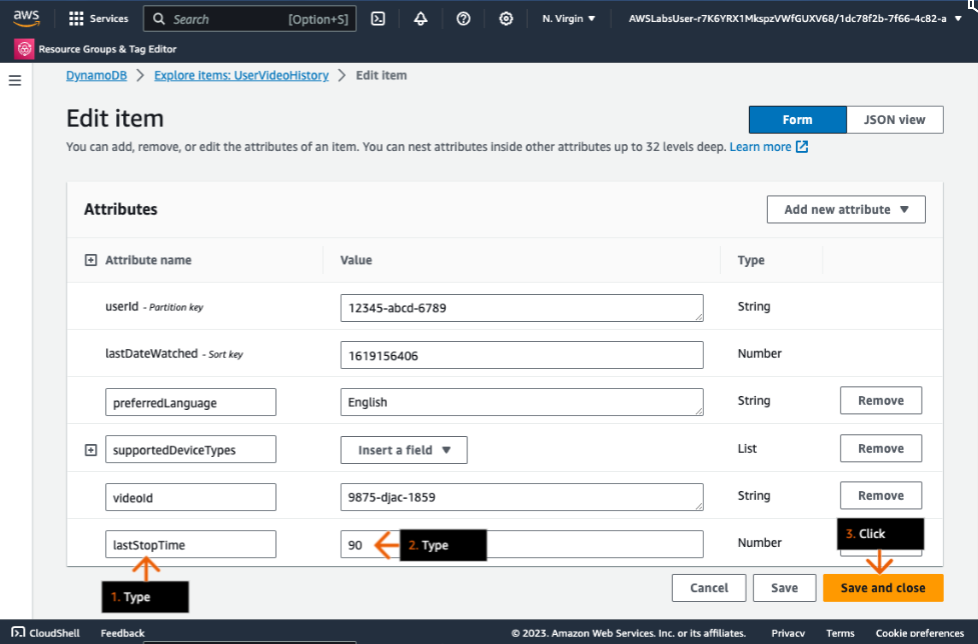 aws Services Search [Option+S] N. Virgin AWSLabsUser-r7K6YRX1MkspzVWfGUXV68/1dc78f2b-7f66-4c82-a
Resource Groups & Tag Editor
DynamoDB > Explore items: UserVideoHistory > Edit item
Edit item
Form JSON view
You can add, remove, or edit the attributes of an item. You can nest attributes inside other attributes up to 32 levels deep. Learn more
Attributes
Add new attribute
Attribute name Value Type
userId - Partition key 12345-abcd-6789 String
lastDateWatched - Sort key 1619156406 Number
preferredLanguage English String Remove
supportedDeviceTypes Insert a field List Remove
videoId 9875-djac-1859 String Remove
lastStopTime 90 2. Type Number 3. Click
1. Type
Cancel Save Save and close
CloudShell Feedback © 2023, Amazon Web Services, Inc. or its affiliates. Privacy Terms Cookie preferences